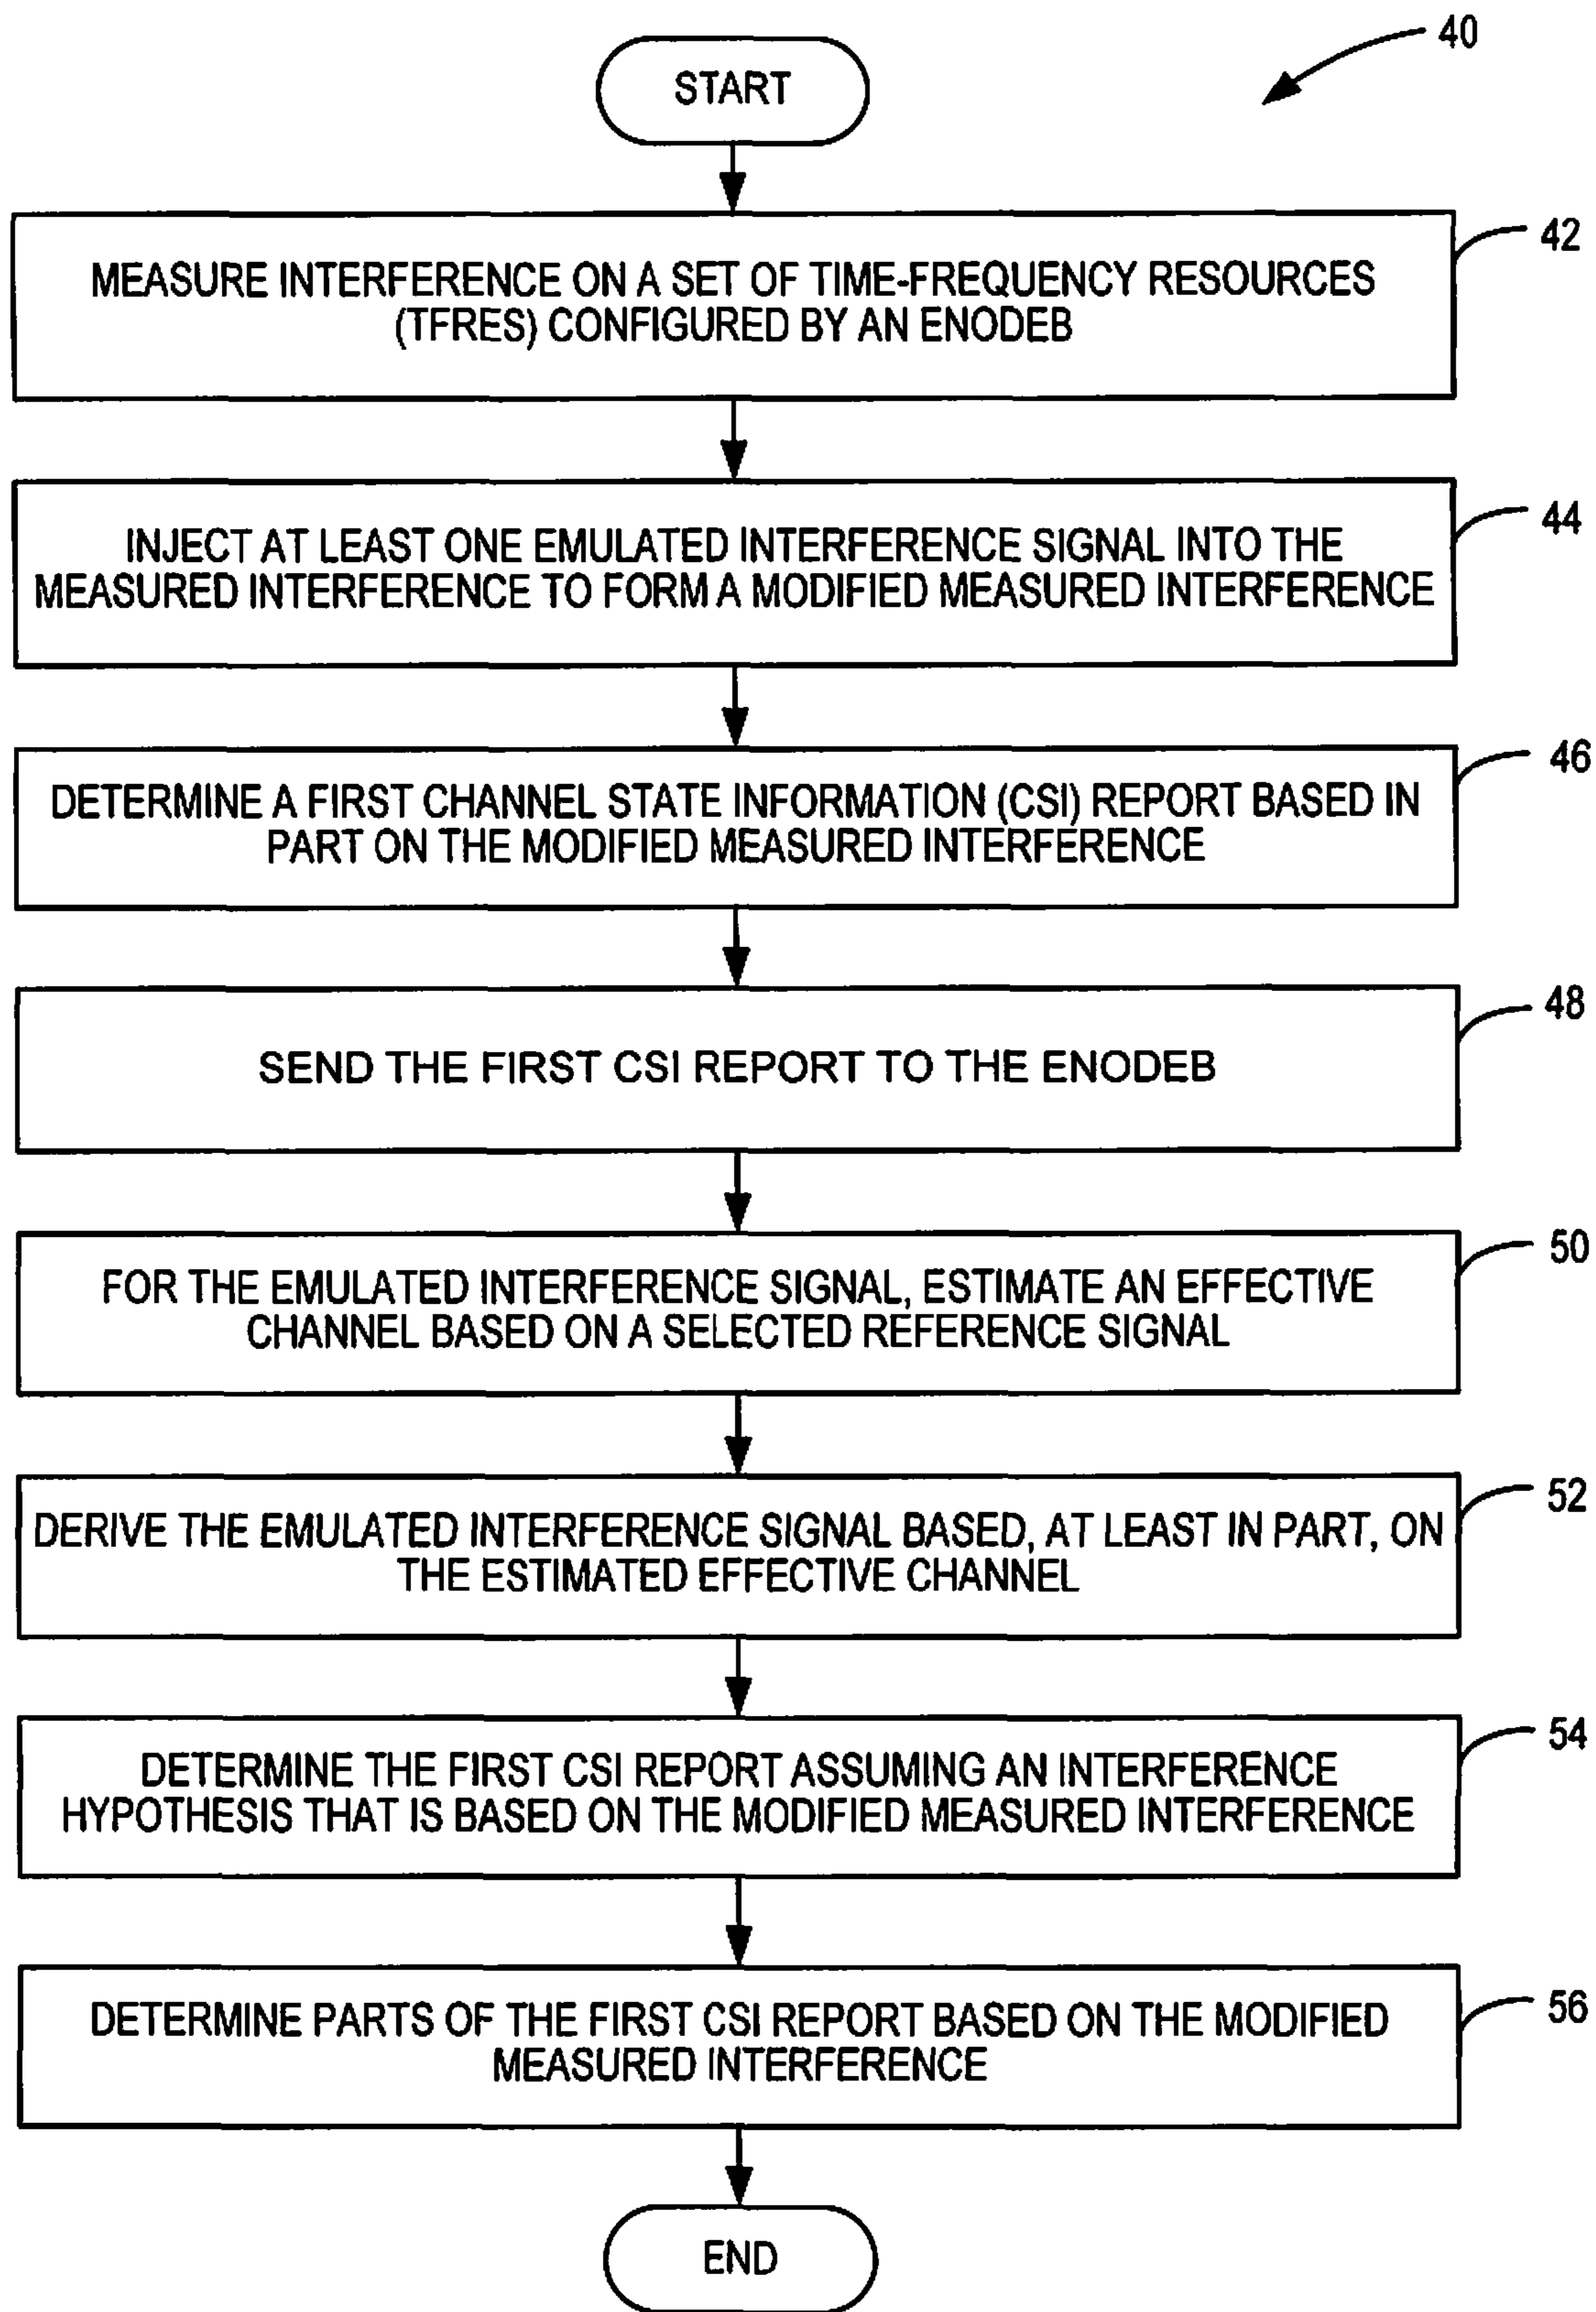 40
START
42
MEASURE INTERFERENCE ON A SET OF TIME-FREQUENCY RESOURCES
(TFRES) CONFIGURED BY AN ENODEB
44
INJECT AT LEAST ONE EMULATED INTERFERENCE SIGNAL INTO THE
MEASURED INTERFERENCE TO FORM A MODIFIED MEASURED INTERFERENCE
46
DETERMINE A FIRST CHANNEL STATE INFORMATION (CSI) REPORT BASED IN
PART ON THE MODIFIED MEASURED INTERFERENCE
48
SEND THE FIRST CSI REPORT TO THE ENODEB
50
FOR THE EMULATED INTERFERENCE SIGNAL, ESTIMATE AN EFFECTIVE
CHANNEL BASED ON A SELECTED REFERENCE SIGNAL
52
DERIVE THE EMULATED INTERFERENCE SIGNAL BASED, AT LEAST IN PART, ON
THE ESTIMATED EFFECTIVE CHANNEL
54
DETERMINE THE FIRST CSI REPORT ASSUMING AN INTERFERENCE
HYPOTHESIS THAT IS BASED ON THE MODIFIED MEASURED INTERFERENCE
56
DETERMINE PARTS OF THE FIRST CSI REPORT BASED ON THE MODIFIED
MEASURED INTERFERENCE
END